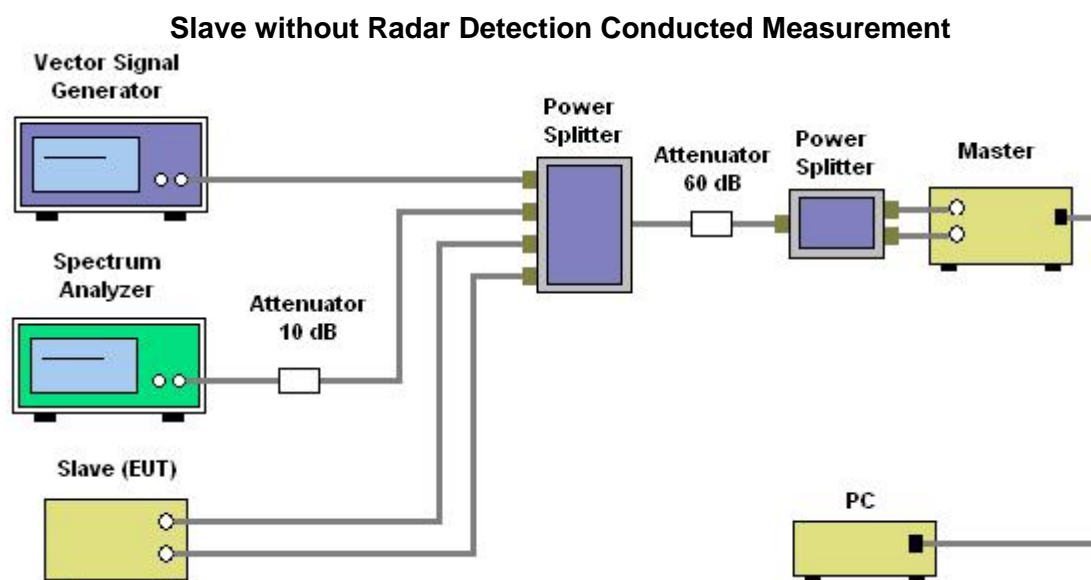 Slave without Radar Detection Conducted Measurement
Vector Signal
Generator
Power
Splitter
Attenuator
60 dB
Power
Splitter
Master
Spectrum
Analyzer
Attenuator
10 dB
Slave (EUT)
PC